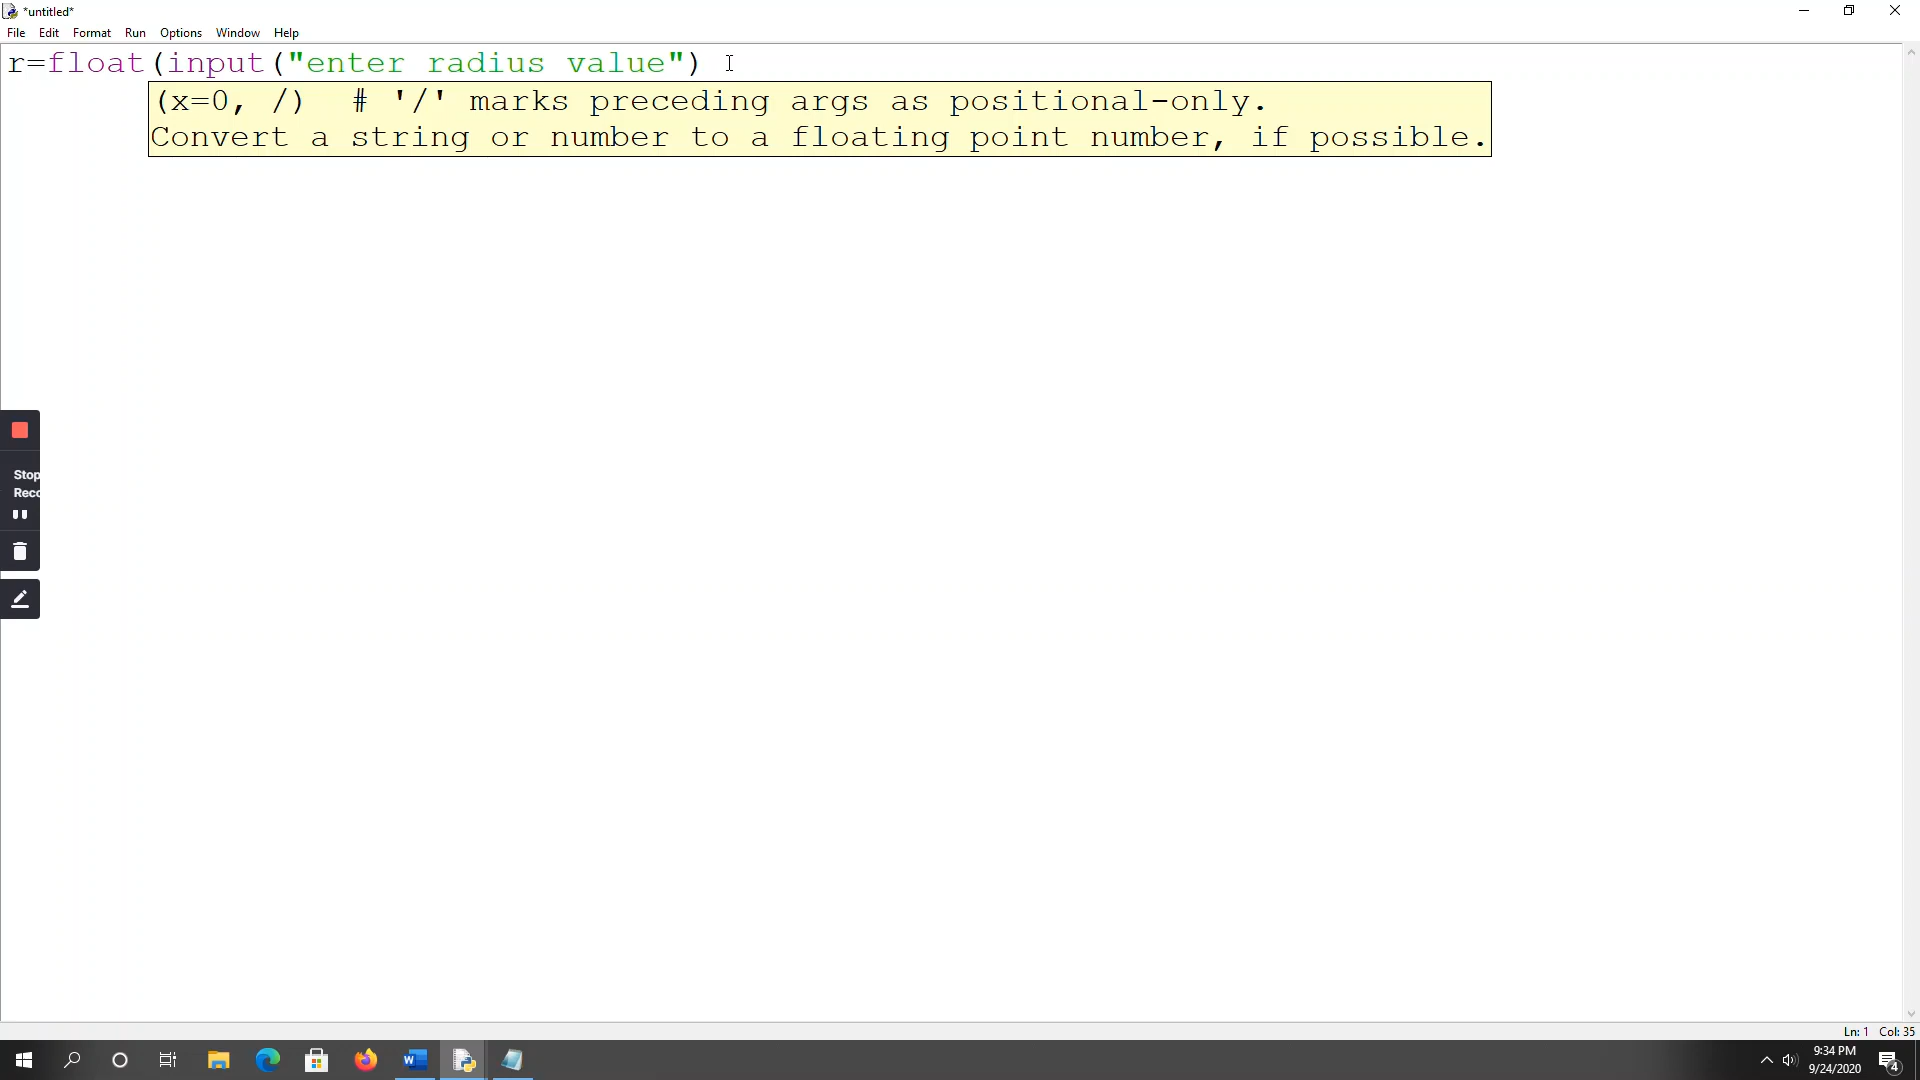 *untitled*
File Edit Format Run Options Window Help
r=float(input("enter radius value")
(x=0, /)  # '/' marks preceding args as positional-only.
Convert a string or number to a floating point number, if possible.
Stop
Reco
Ln: 1 Col: 35
9:34 PM
9/24/2020
4